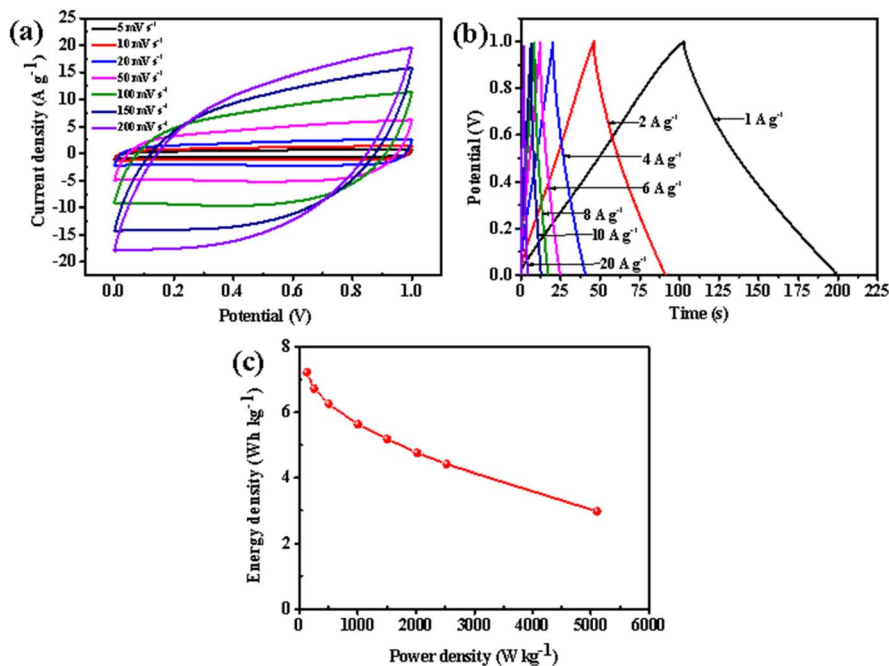 (a)
5 mV s⁻¹
10 mV s⁻¹
20 mV s⁻¹
50 mV s⁻¹
100 mV s⁻¹
150 mV s⁻¹
200 mV s⁻¹
Current density (A g⁻¹)
25
20
15
10
5
0
-5
-10
-15
-20
0.0 0.2 0.4 0.6 0.8 1.0
Potential (V)
(b)
Potential (V)
1.0
0.8
0.6
0.4
0.2
0.0
2 A g⁻¹
1 A g⁻¹
4 A g⁻¹
6 A g⁻¹
8 A g⁻¹
10 A g⁻¹
20 A g⁻¹
0 25 50 75 100 125 150 175 200 225
Time (s)
(c)
Energy density (Wh kg⁻¹)
8
6
4
2
0
0 1000 2000 3000 4000 5000 6000
Power density (W kg⁻¹)